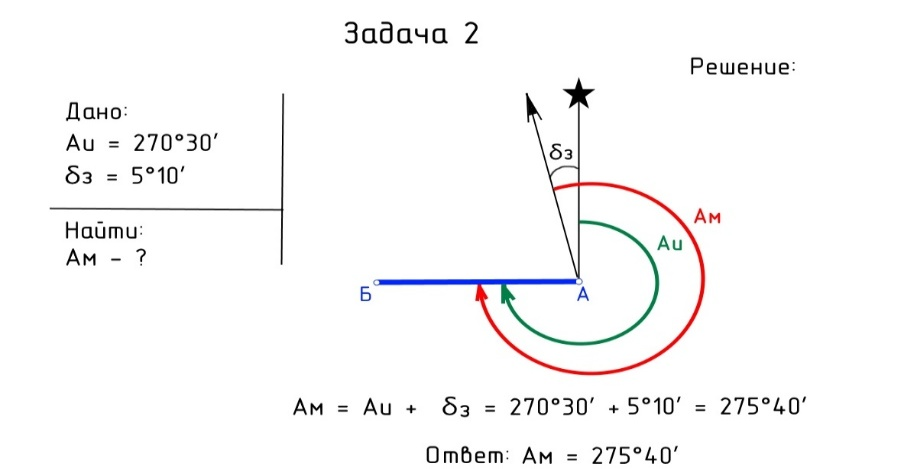 Задача 2
Решение:
Дано:
Аи = 270°30′
δз = 5°10′
Найти:
Ам – ?
δз
Ам
Аи
Б
А
Ам = Аи + δз = 270°30′ + 5°10′ = 275°40′
Ответ: Ам = 275°40′